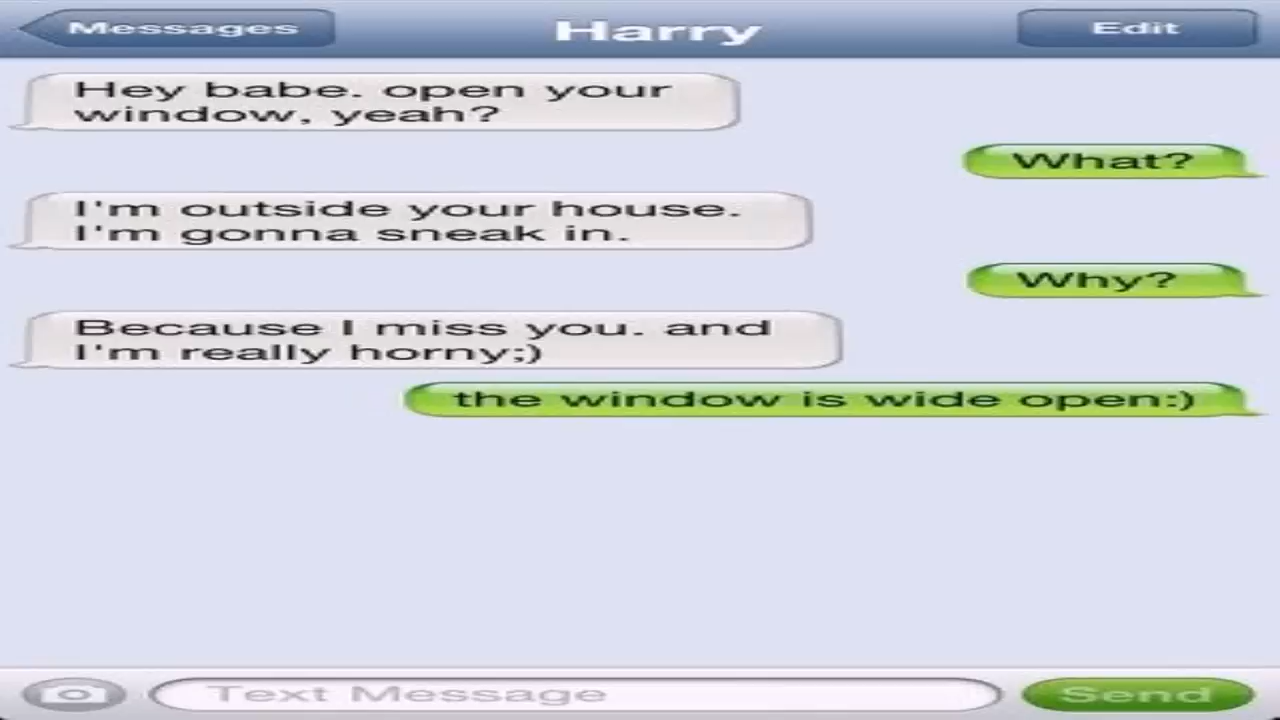 Messages
Harry
Edit
Hey babe. open your
window, yeah?
What?
I'm outside your house.
I'm gonna sneak in.
Why?
Because I miss you. and
I'm really horny;)
the window is wide open:)
Text Message
Send